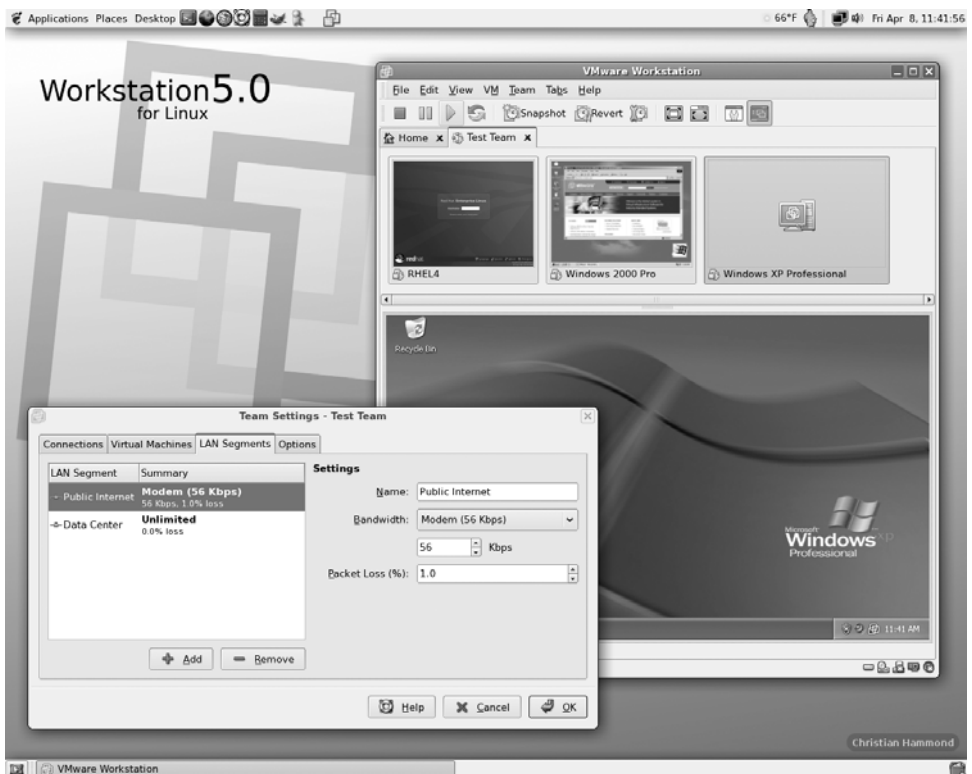 Applications Places Desktop
66°F
Fri Apr 8, 11:41:56
Workstation 5.0
for Linux
VMware Workstation
File Edit View VM Team Tabs Help
Snapshot Revert
Home Test Team
RHEL4
Windows 2000 Pro
Windows XP Professional
Recycle Bin
Microsoft
Windows xp
Professional
11:41 AM
Team Settings - Test Team
Connections Virtual Machines LAN Segments Options
LAN Segment Summary
Public Internet Modem (56 Kbps)
56 Kbps, 1.0% loss
Data Center Unlimited
0.0% loss
Settings
Name: Public Internet
Bandwidth: Modem (56 Kbps)
56 Kbps
Packet Loss (%): 1.0
Add Remove
Help Cancel OK
Christian Hammond
VMware Workstation